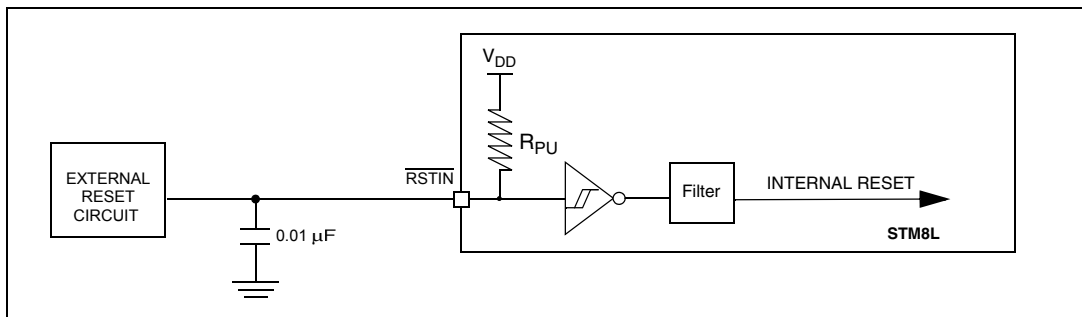 V_DD
R_PU
RSTIN
EXTERNAL
RESET
CIRCUIT
0.01 µF
Filter
INTERNAL RESET
STM8L